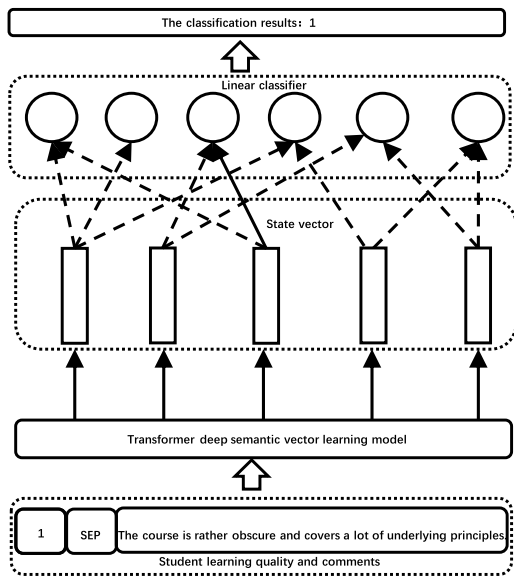 The classification results: 1
Linear classifier
State vector
Transformer deep semantic vector learning model
1 SEP The course is rather obscure and covers a lot of underlying principles.
Student learning quality and comments